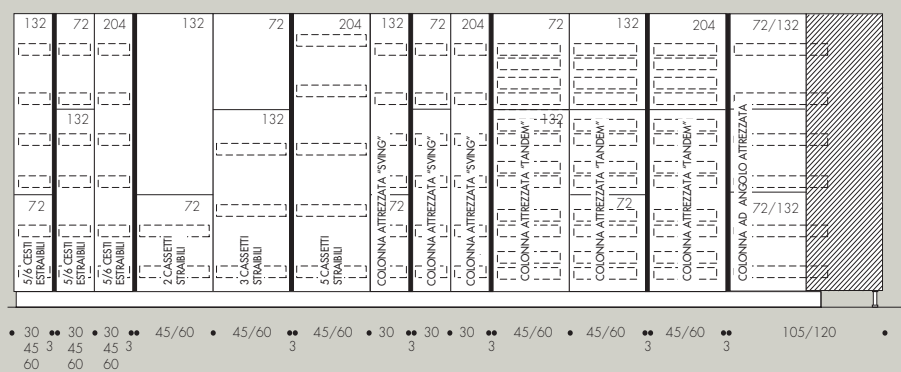 132 72 204 132 72 204 132 72 204 72 132 204 72/132
132 132 132
72 72 72 72 72/132
5/6 CESTI
ESTRAIBILI
5/6 CESTI
ESTRAIBILI
5/6 CESTI
ESTRAIBILI
2 CASSETTI
STRAIBILI
3 CASSETTI
STRAIBILI
5 CASSETTI
STRAIBILI
COLONNA ATTREZZATA "SVING"
COLONNA ATTREZZATA "SVING"
COLONNA ATTREZZATA "SVING"
COLONNA ATTREZZATA "TANDEM"
COLONNA ATTREZZATA "TANDEM"
COLONNA ATTREZZATA "TANDEM"
COLONNA AD ANGOLO ATTREZZATA
• 30 •• 30 • 30 •• 45/60 • 45/60 •• 45/60 • 30 •• 30 • 30 •• 45/60 • 45/60 •• 45/60 •• 105/120 •
45 3 45 45 3 3 3 3 3 3
60 60 60